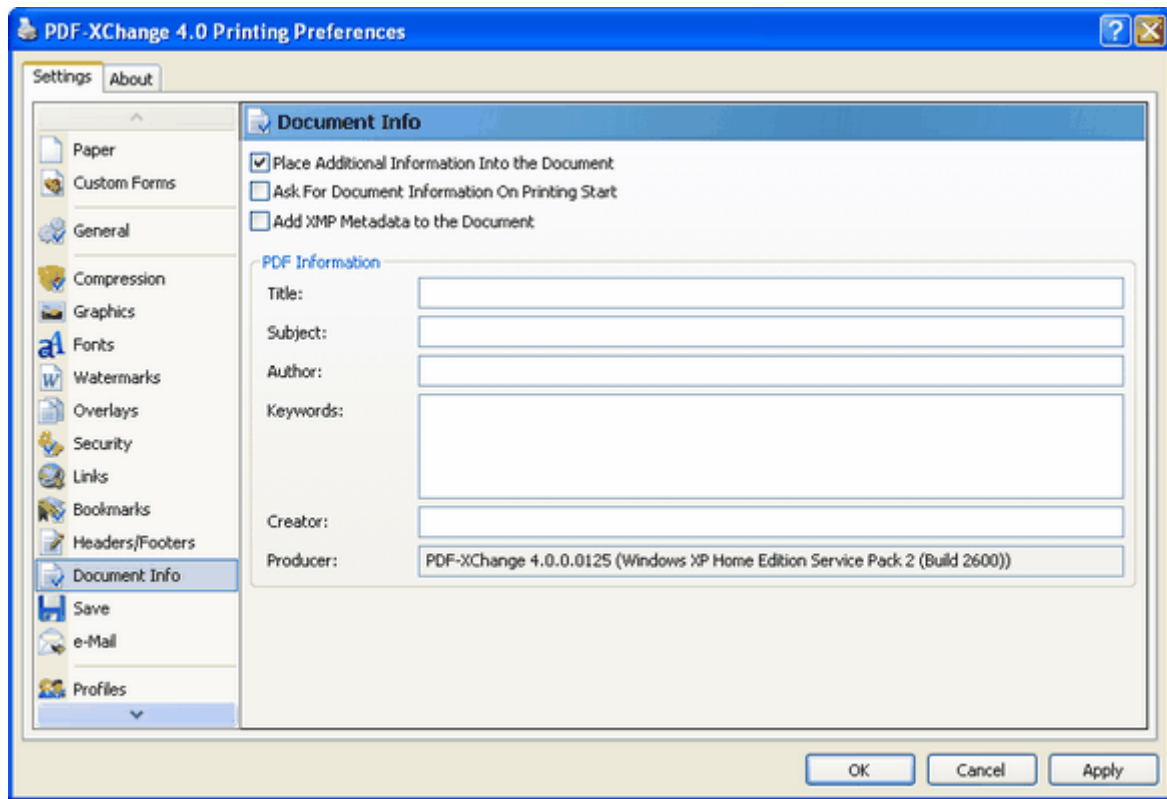 PDF-XChange 4.0 Printing Preferences
Settings
About
Paper
Custom Forms
General
Compression
Graphics
Fonts
Watermarks
Overlays
Security
Links
Bookmarks
Headers/Footers
Document Info
Save
e-Mail
Profiles
Document Info
Place Additional Information Into the Document
Ask For Document Information On Printing Start
Add XMP Metadata to the Document
PDF Information
Title:
Subject:
Author:
Keywords:
Creator:
Producer: PDF-XChange 4.0.0.0125 (Windows XP Home Edition Service Pack 2 (Build 2600))
OK
Cancel
Apply